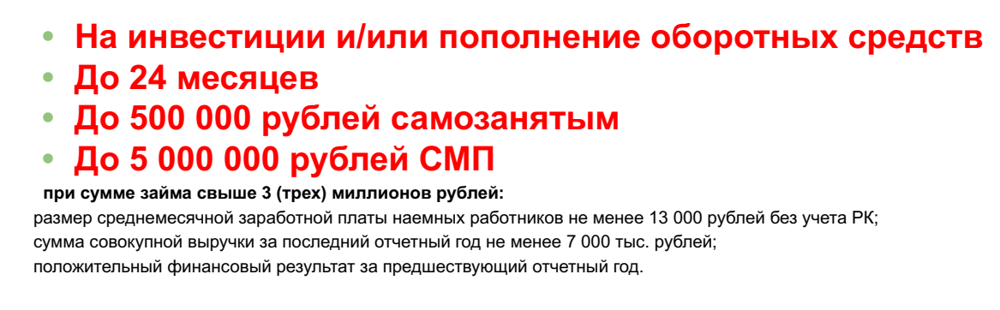 • На инвестиции и/или пополнение оборотных средств
• До 24 месяцев
• До 500 000 рублей самозанятым
• До 5 000 000 рублей СМП
при сумме займа свыше 3 (трех) миллионов рублей:
размер среднемесячной заработной платы наемных работников не менее 13 000 рублей без учета РК;
сумма совокупной выручки за последний отчетный год не менее 7 000 тыс. рублей;
положительный финансовый результат за предшествующий отчетный год.